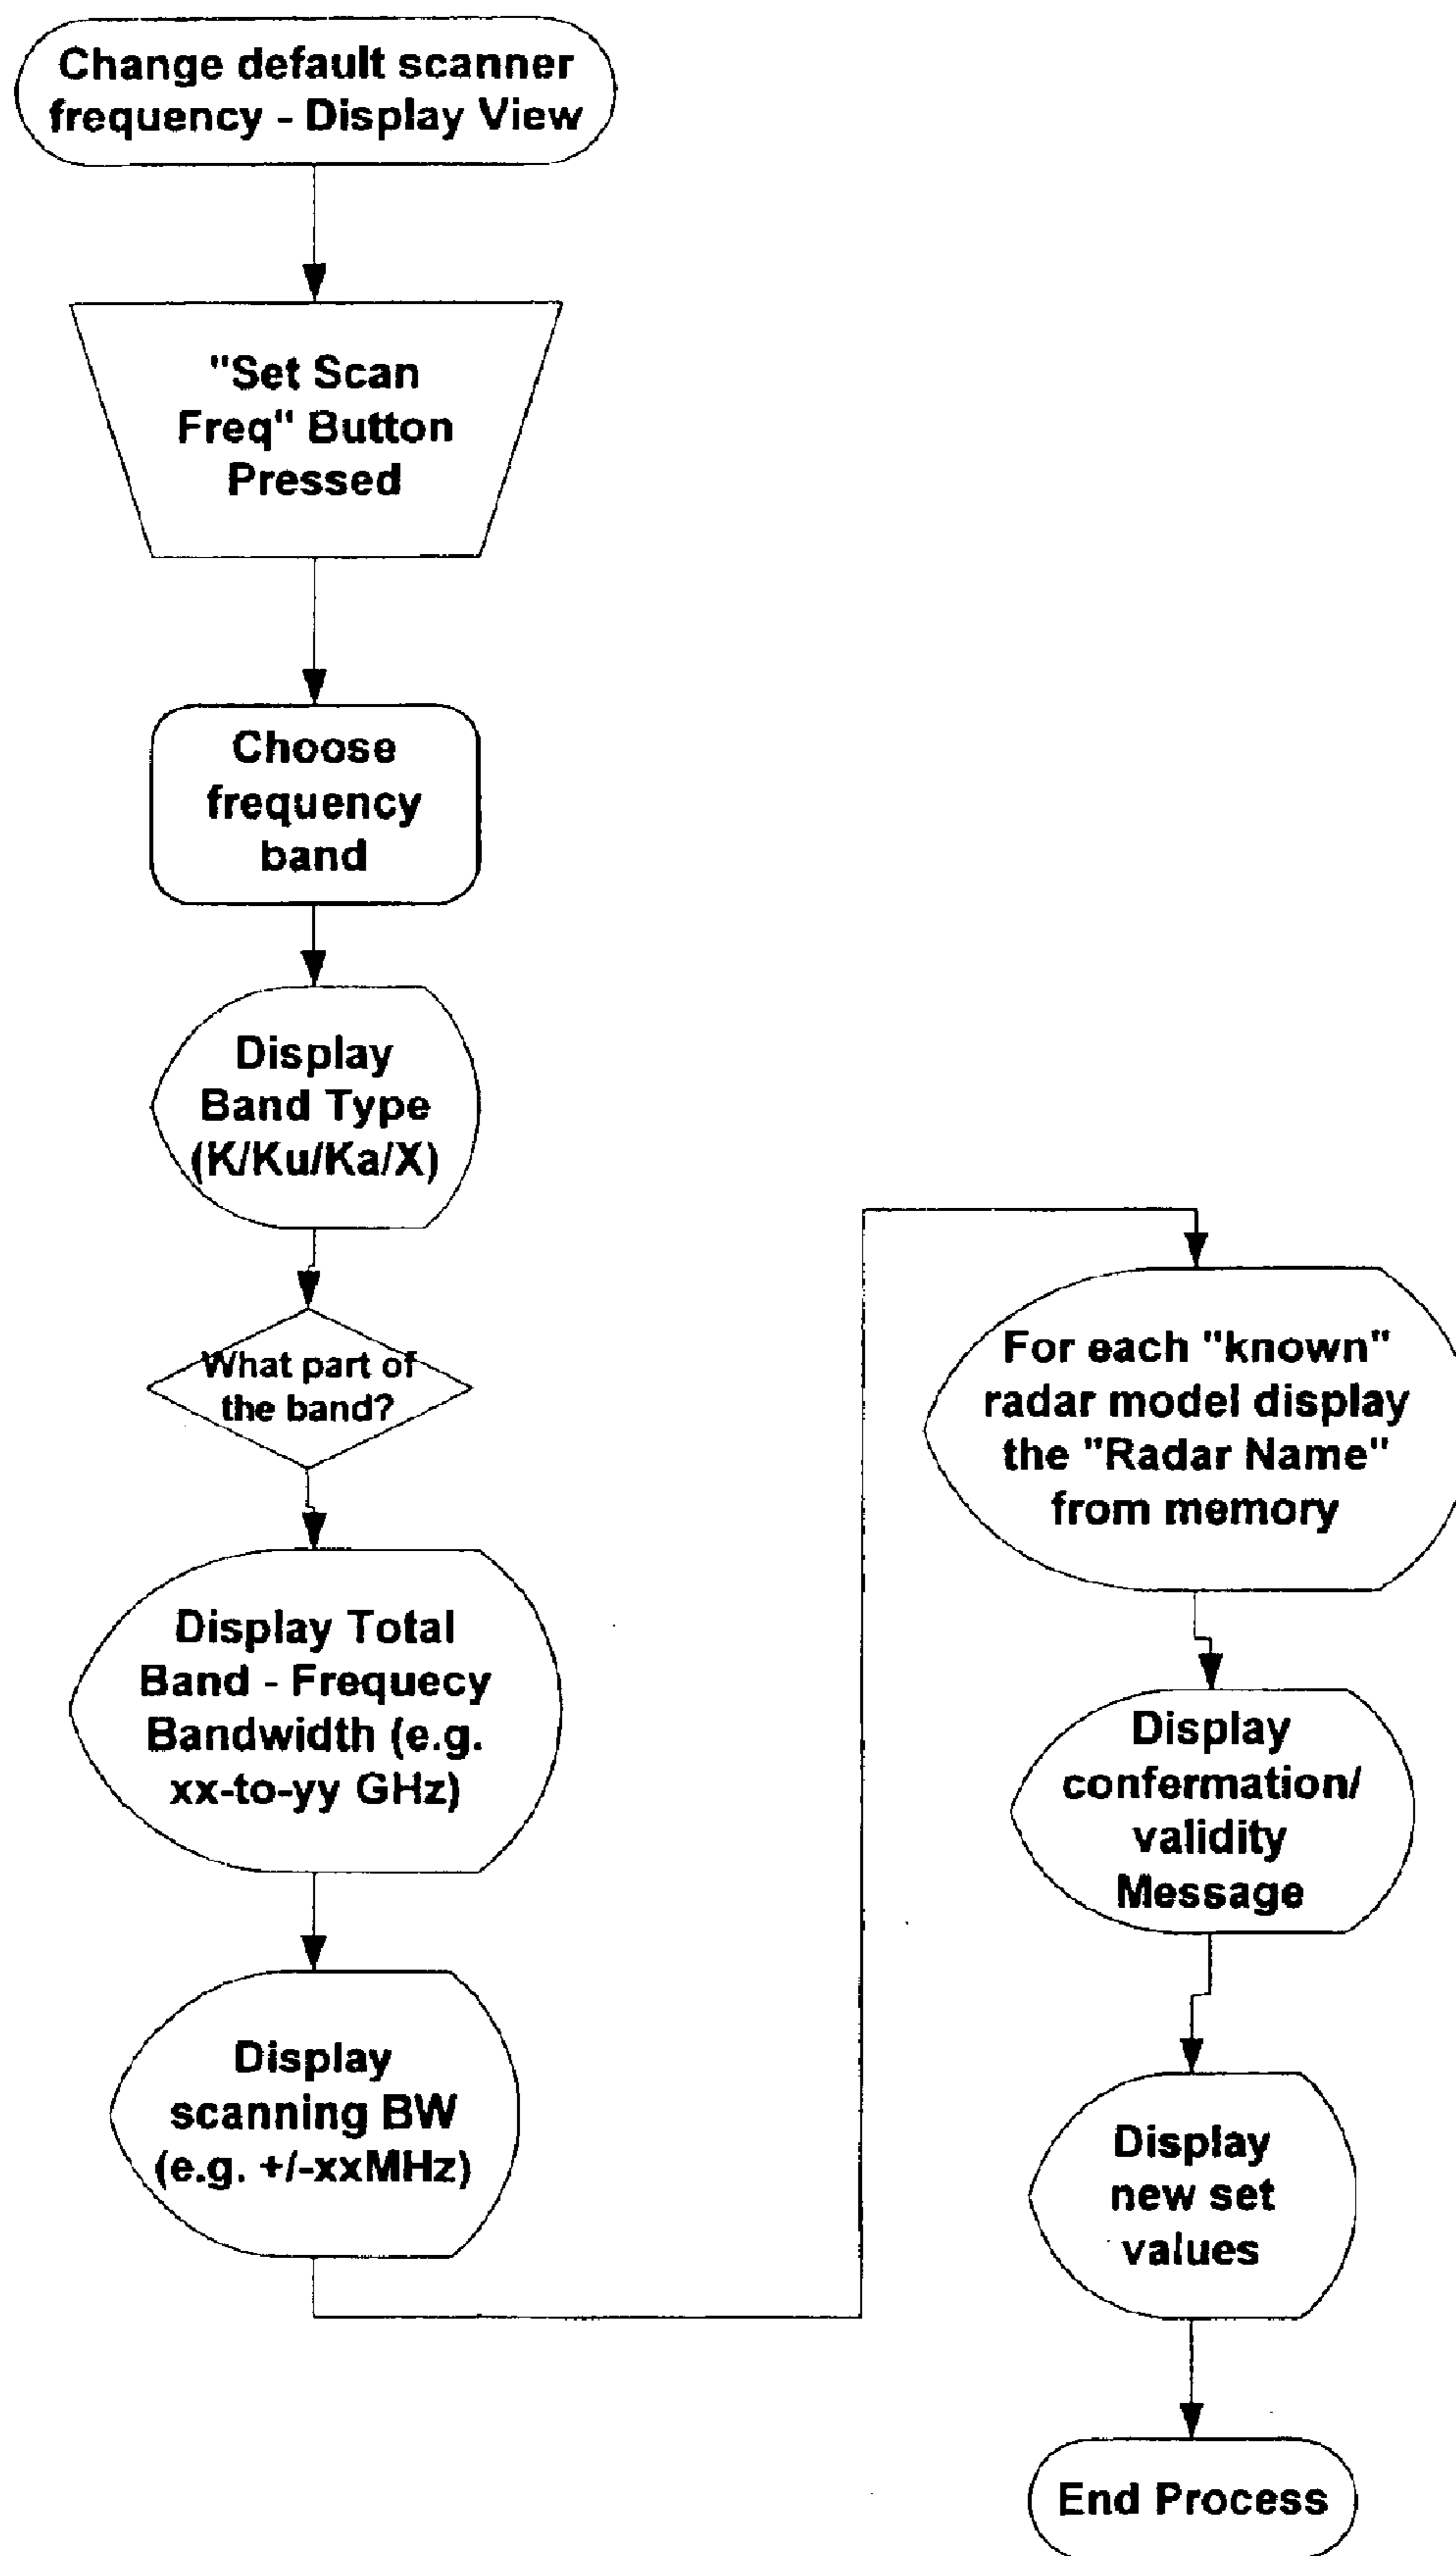 Change default scanner
frequency - Display View
"Set Scan
Freq" Button
Pressed
Choose
frequency
band
Display
Band Type
(K/Ku/Ka/X)
What part of
the band?
Display Total
Band - Frequecy
Bandwidth (e.g.
xx-to-yy GHz)
Display
scanning BW
(e.g. +/-xxMHz)
For each "known"
radar model display
the "Radar Name"
from memory
Display
confermation/
validity
Message
Display
new set
values
End Process